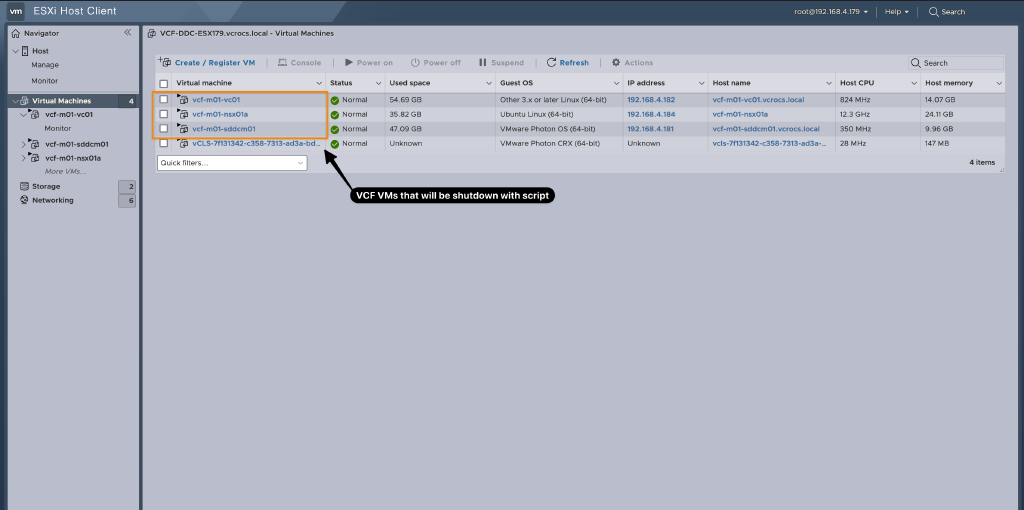 vm ESXi Host Client root@192.168.4.179 Help Search
Navigator
Host
Manage
Monitor
Virtual Machines 4
vcf-m01-vc01
Monitor
vcf-m01-sddcm01
vcf-m01-nsx01a
More VMs...
Storage 2
Networking 6
VCF-DDC-ESX179.vcrocs.local - Virtual Machines
Create / Register VM Console Power on Power off Suspend Refresh Actions Search
Virtual machine Status Used space Guest OS IP address Host name Host CPU Host memory
vcf-m01-vc01 Normal 54.69 GB Other 3.x or later Linux (64-bit) 192.168.4.182 vcf-m01-vc01.vcrocs.local 824 MHz 14.07 GB
vcf-m01-nsx01a Normal 35.82 GB Ubuntu Linux (64-bit) 192.168.4.184 vcf-m01-nsx01a 12.3 GHz 24.11 GB
vcf-m01-sddcm01 Normal 47.09 GB VMware Photon OS (64-bit) 192.168.4.181 vcf-m01-sddcm01.vcrocs.local 350 MHz 9.96 GB
vCLS-7f131342-c358-7313-ad3a-bd... Normal Unknown VMware Photon CRX (64-bit) Unknown vcls-7f131342-c358-7313-ad3a-... 28 MHz 147 MB
Quick filters... 4 items
VCF VMs that will be shutdown with script